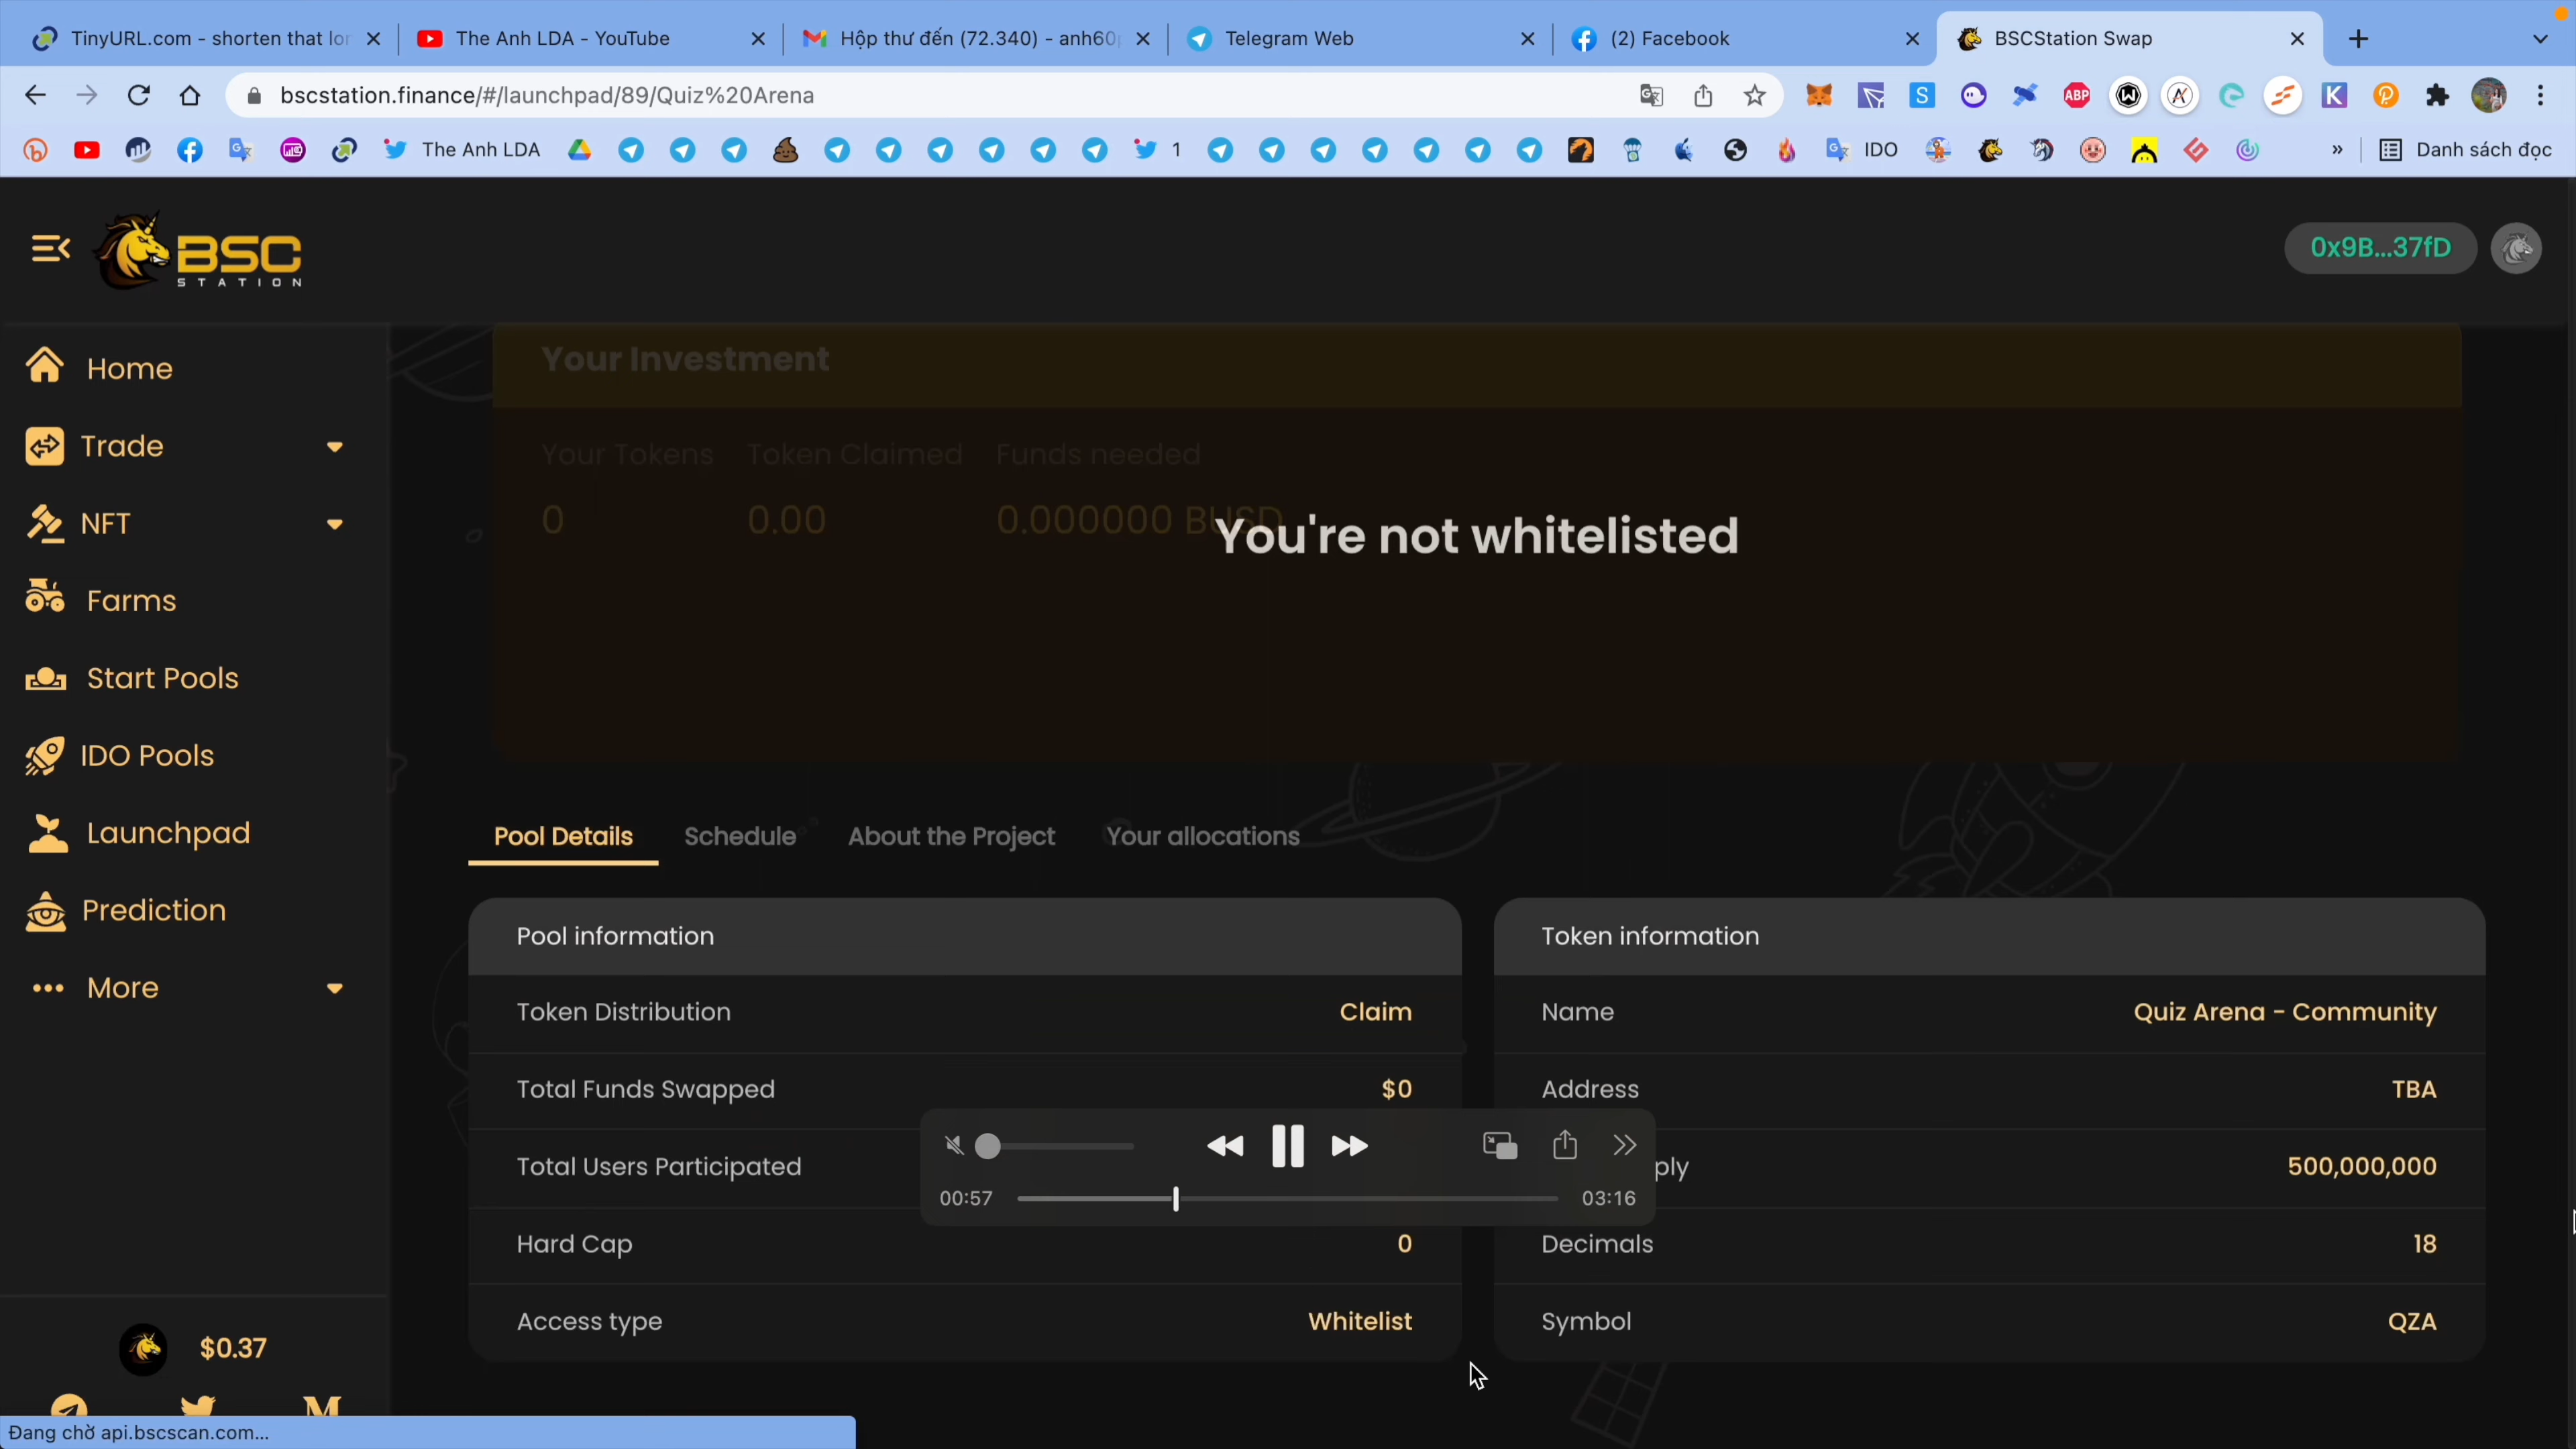 TinyURL.com - shorten that lor
The Anh LDA - YouTube
Hộp thư đến (72.340) - anh60
Telegram Web
(2) Facebook
BSCStation Swap
bscstation.finance/#/launchpad/89/Quiz%20Arena
The Anh LDA
1
IDO
Danh sách đọc
BSC
STATION
0x9B...37fD
Home
Trade
NFT
Farms
Start Pools
IDO Pools
Launchpad
Prediction
More
$0.37
Your Investment
Your Tokens Token Claimed Funds needed
0 0.00 0.000000 BUSD
You're not whitelisted
Pool Details Schedule About the Project Your allocations
Pool information
Token Distribution Claim
Total Funds Swapped $0
Total Users Participated
Hard Cap 0
Access type Whitelist
Token information
Name Quiz Arena - Community
Address TBA
ply 500,000,000
Decimals 18
Symbol QZA
00:57 03:16
Đang chờ api.bscscan.com...